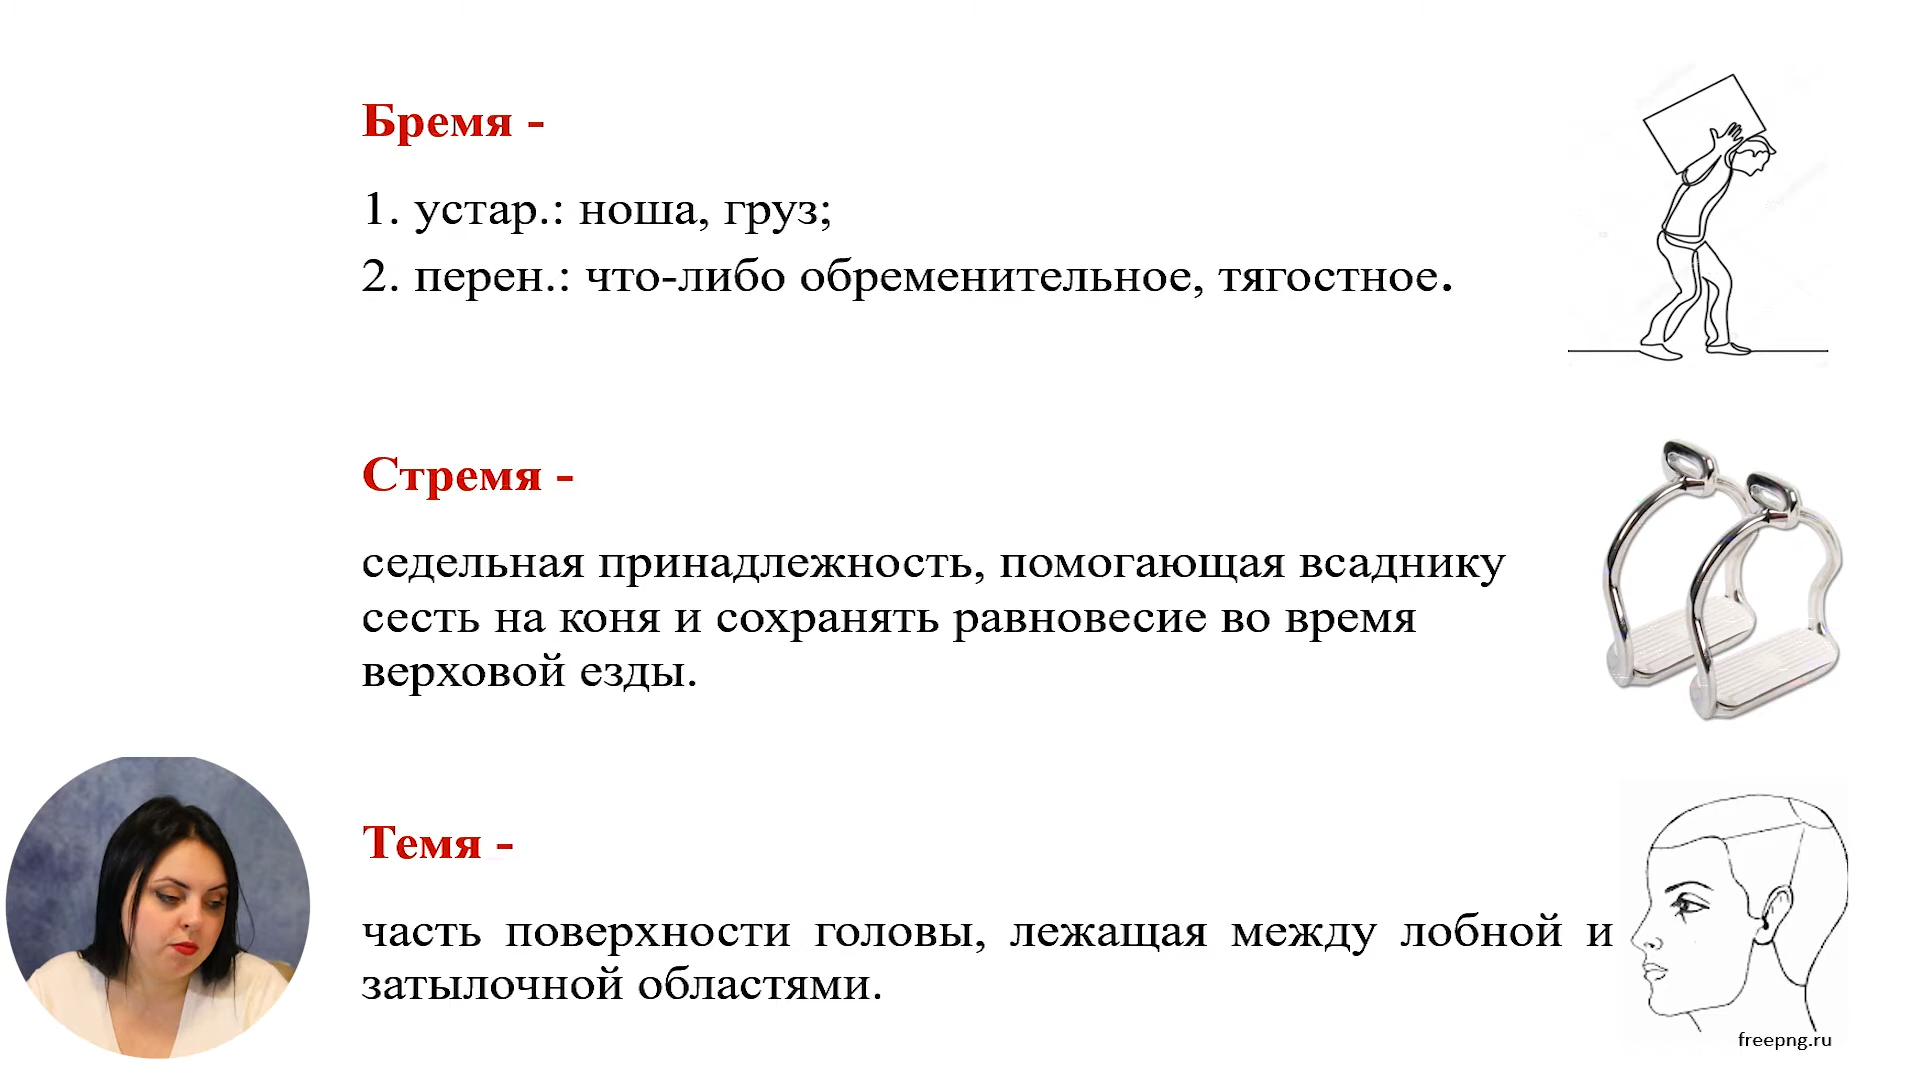 Бремя -
1. устар.: ноша, груз;
2. перен.: что-либо обременительное, тягостное.
Стремя -
седельная принадлежность, помогающая всаднику
сесть на коня и сохранять равновесие во время
верховой езды.
Темя -
часть поверхности головы, лежащая между лобной и
затылочной областями.
freepng.ru